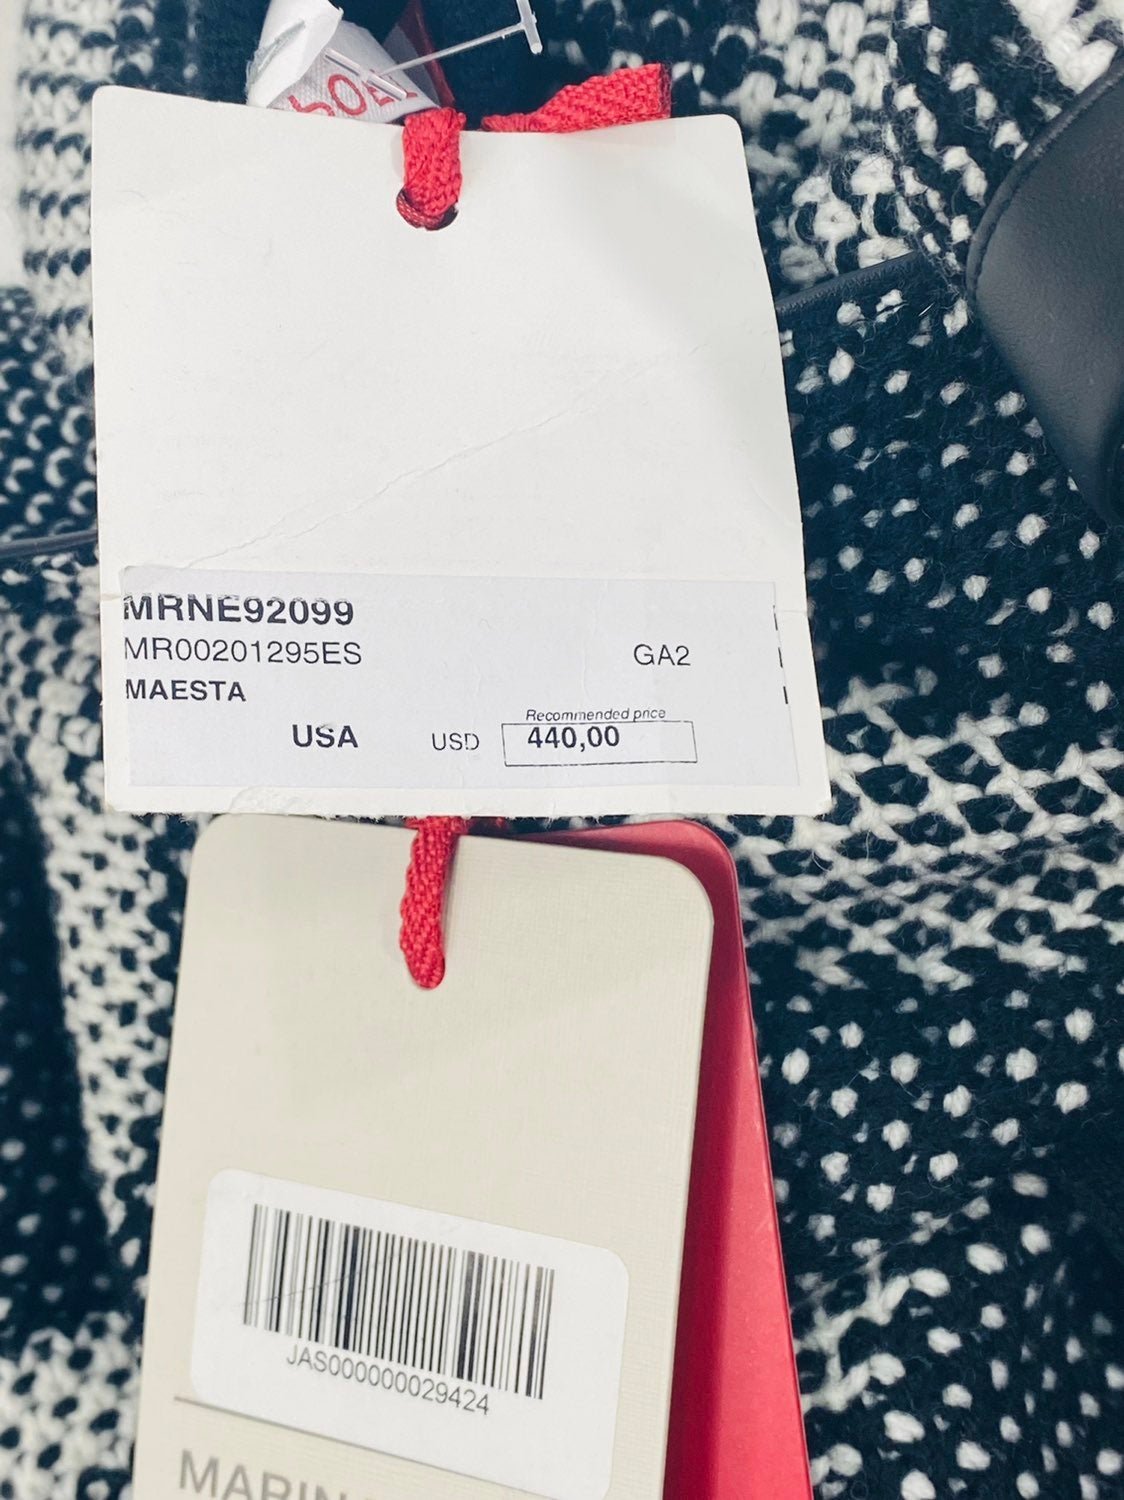 MRNE92099
MR00201295ES GA2
MAESTA
Recommended price
USA USD 440,00
JAS000000029424